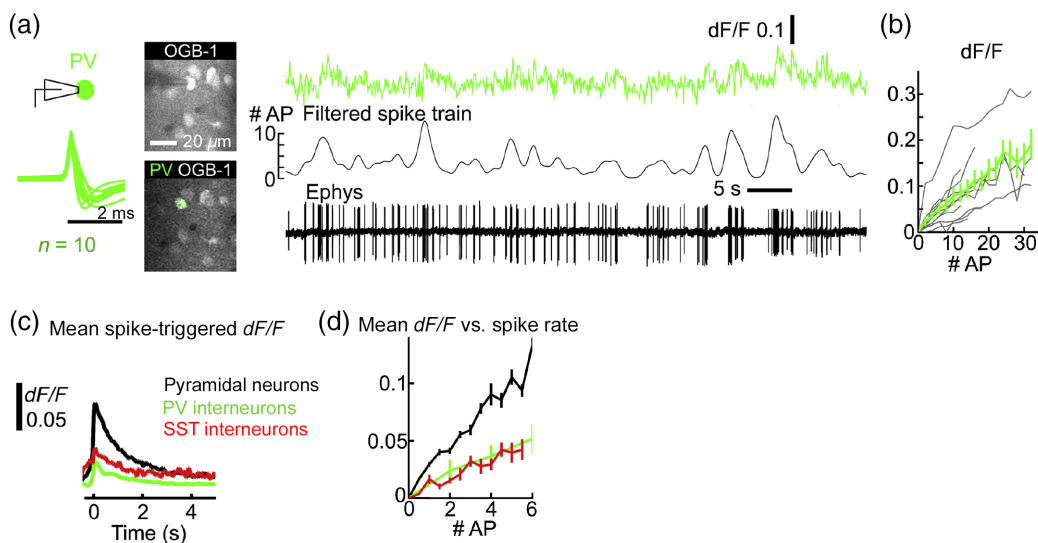 (a)
PV
OGB-1
20 µm
PV OGB-1
2 ms
n = 10
dF/F 0.1
# AP
Filtered spike train
10
0
5 s
Ephys
(b)
dF/F
0.3
0.2
0.1
0
0 10 20 30
# AP
(c) Mean spike-triggered dF/F
dF/F
0.05
Pyramidal neurons
PV interneurons
SST interneurons
0 2 4
Time (s)
(d) Mean dF/F vs. spike rate
0.1
0.05
0
0 2 4 6
# AP